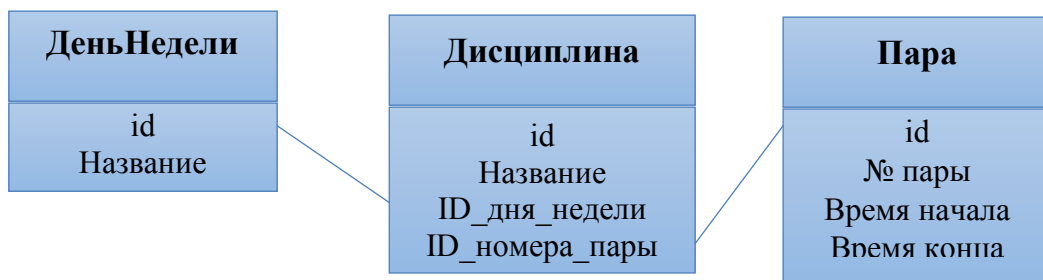 ДеньНедели
id
Название
Дисциплина
id
Название
ID_дня_недели
ID_номера_пары
Пара
id
№ пары
Время начала
Время конца